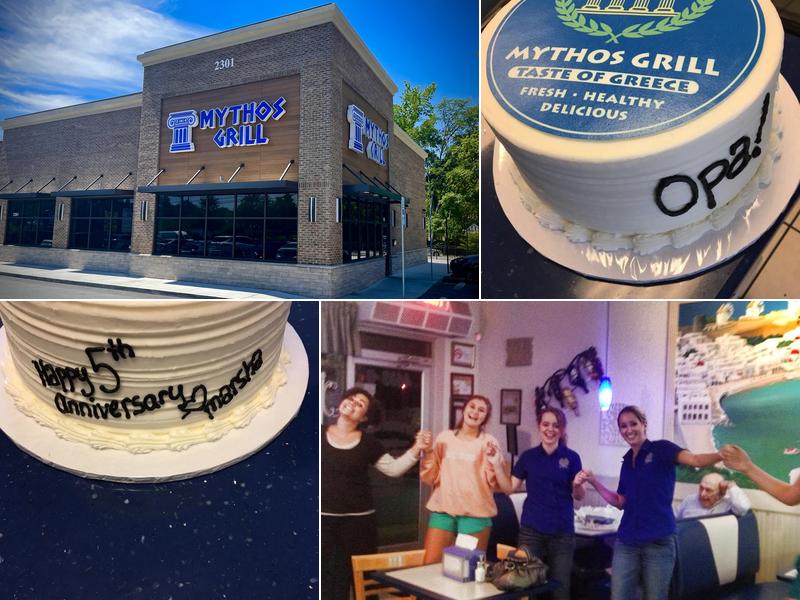 2301
MYTHOS
GRILL
MYTHOS
GRILL
MYTHOS GRILL
TASTE OF GREECE
FRESH • HEALTHY
DELICIOUS
Opa!
Happy 5th
anniversary
marsha